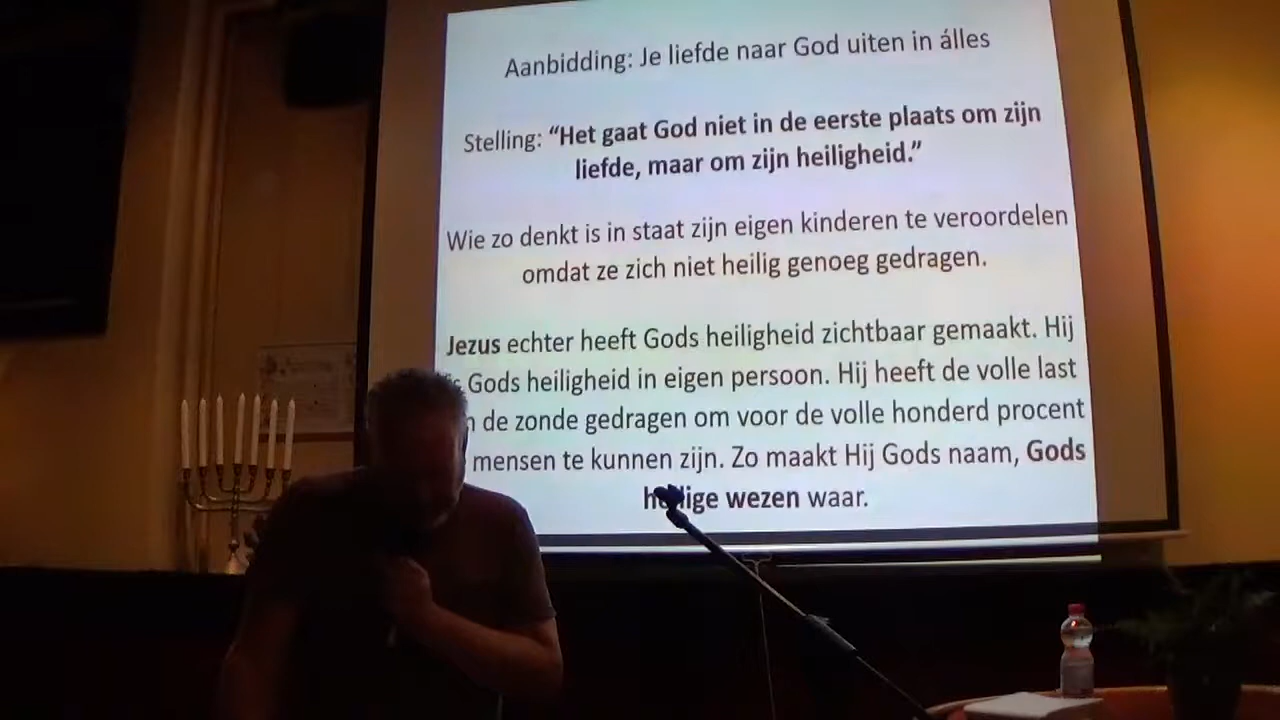 Aanbidding: Je liefde naar God uiten in álles
Stelling: “Het gaat God niet in de eerste plaats om zijn
liefde, maar om zijn heiligheid.”
Wie zo denkt is in staat zijn eigen kinderen te veroordelen
omdat ze zich niet heilig genoeg gedragen.
Jezus echter heeft Gods heiligheid zichtbaar gemaakt. Hij
Gods heiligheid in eigen persoon. Hij heeft de volle last
de zonde gedragen om voor de volle honderd procent
mensen te kunnen zijn. Zo maakt Hij Gods naam, Gods
heilige wezen waar.